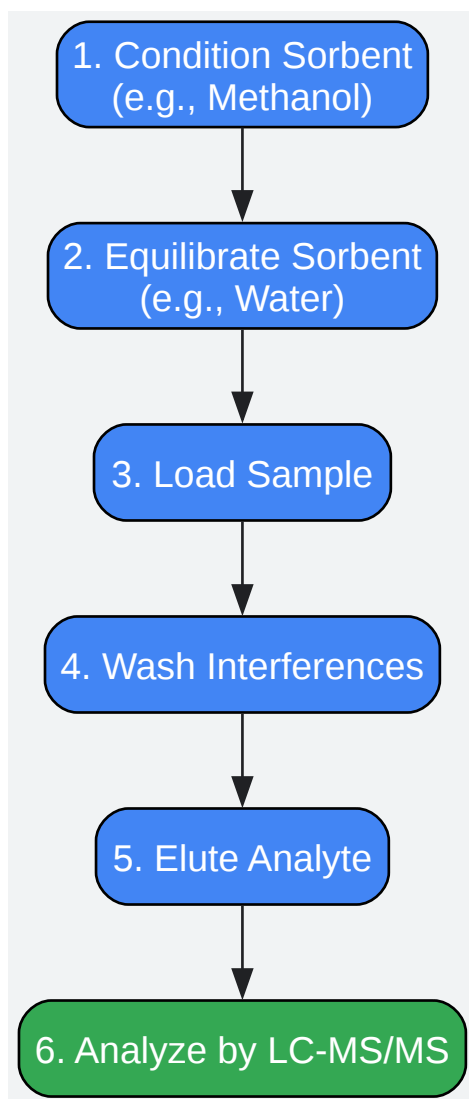 1. Condition Sorbent
(e.g., Methanol)
2. Equilibrate Sorbent
(e.g., Water)
3. Load Sample
4. Wash Interferences
5. Elute Analyte
6. Analyze by LC-MS/MS